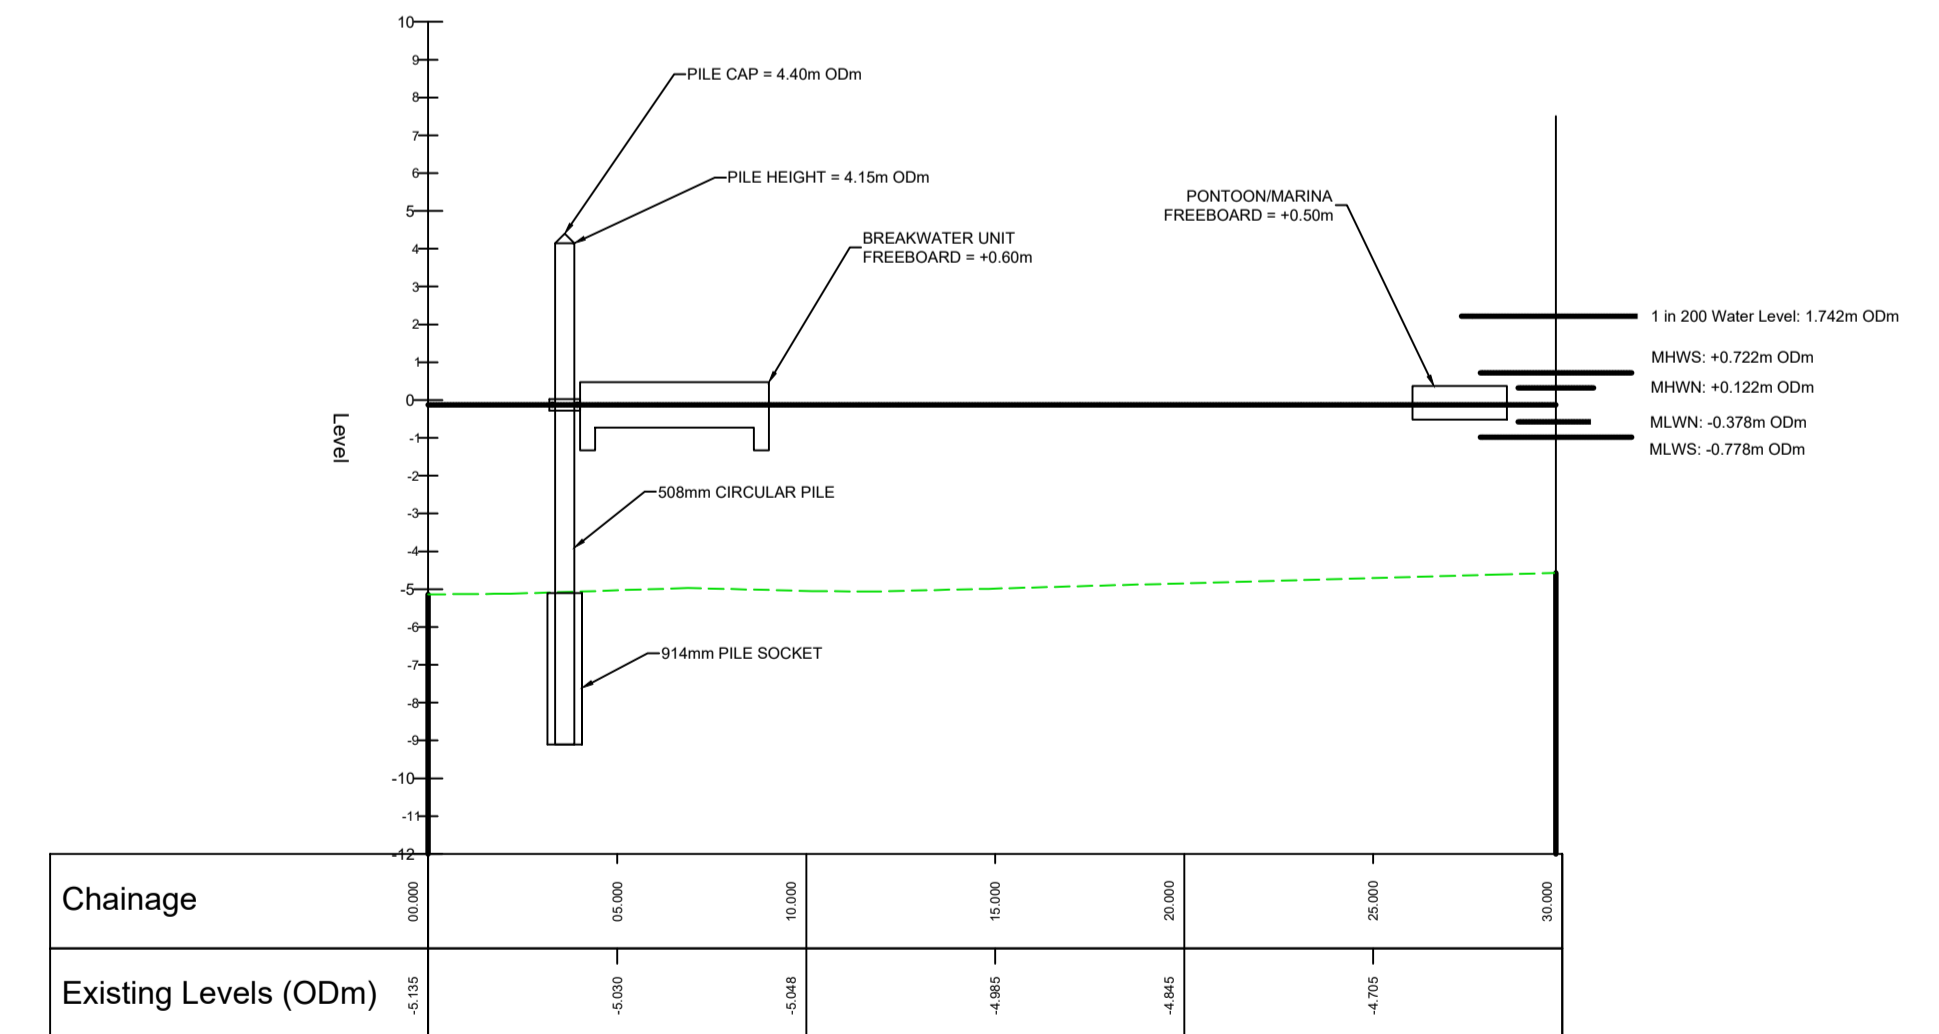 10
9
8
7
6
5
4
3
2
1
0
-1
-2
-3
-4
-5
-6
-7
-8
-9
-10
-11
-12
Level
PILE CAP = 4.40m ODm
PILE HEIGHT = 4.15m ODm
BREAKWATER UNIT
FREEBOARD = +0.60m
PONTOON/MARINA
FREEBOARD = +0.50m
1 in 200 Water Level: 1.742m ODm
MHWS: +0.722m ODm
MHWN: +0.122m ODm
MLWN: -0.378m ODm
MLWS: -0.778m ODm
508mm CIRCULAR PILE
914mm PILE SOCKET
Chainage
00.000
05.000
10.000
15.000
20.000
25.000
30.000
Existing Levels (ODm)
-5.135
-5.030
-5.048
-4.985
-4.845
-4.705